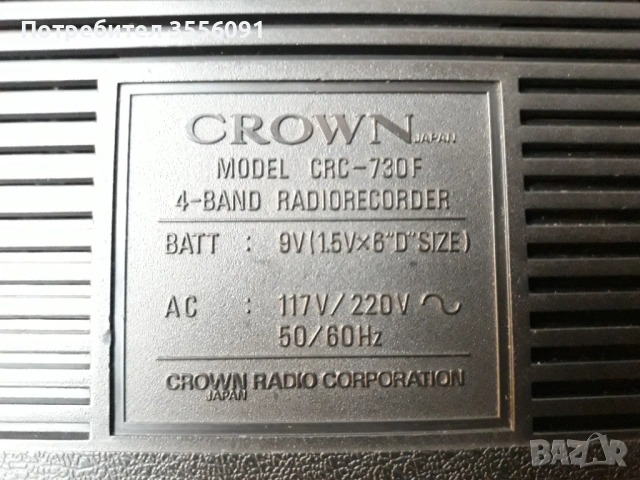 Потребител 3556091
CROWN JAPAN
MODEL CRC-730F
4-BAND RADIORECORDER
BATT : 9V (1.5V×6"D"SIZE)
AC : 117V/220V ~
50/60Hz
CROWN RADIO CORPORATION
JAPAN
BAZAR